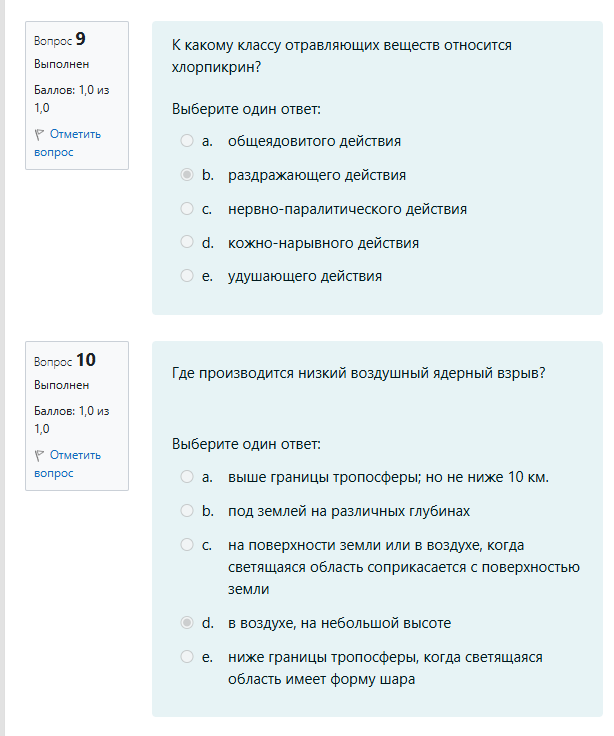 Вопрос 9
Выполнен
Баллов: 1,0 из
1,0
Отметить
вопрос
К какому классу отравляющих веществ относится
хлорпикрин?
Выберите один ответ:
a. общеядовитого действия
b. раздражающего действия
c. нервно-паралитического действия
d. кожно-нарывного действия
e. удушающего действия
Вопрос 10
Выполнен
Баллов: 1,0 из
1,0
Отметить
вопрос
Где производится низкий воздушный ядерный взрыв?
Выберите один ответ:
a. выше границы тропосферы; но не ниже 10 км.
b. под землей на различных глубинах
c. на поверхности земли или в воздухе, когда
светящаяся область соприкасается с поверхностью
земли
d. в воздухе, на небольшой высоте
e. ниже границы тропосферы, когда светящаяся
область имеет форму шара